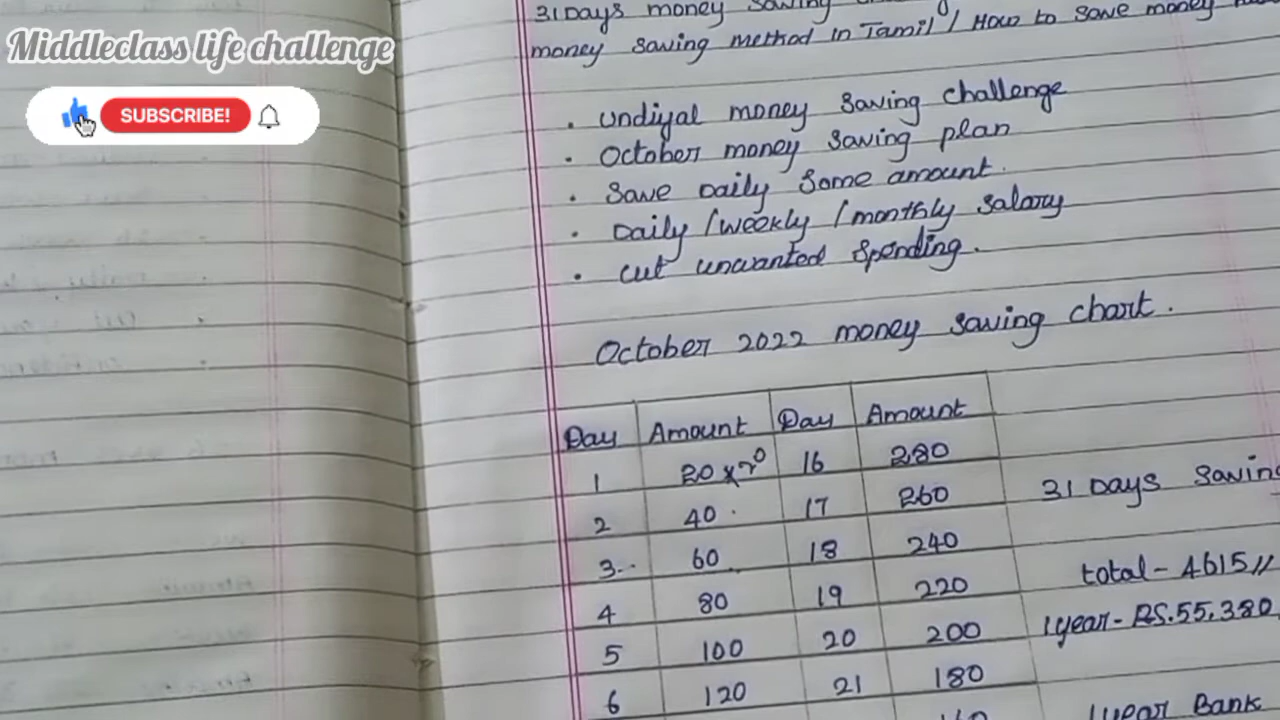 Middleclass life challenge
SUBSCRIBE!
31 Days money saving
money saving method in Tamil / How to save money
. undiyal money saving challenge
. October money saving plan
. Save Daily Some amount.
. Daily / weekly / monthly salary
. cut unwanted spending.
October 2022 money saving chart.
Day Amount Day Amount
1 20 16 280
2 40 17 260
3 60 18 240
4 80 19 220
5 100 20 200
6 120 21 180
31 Days Saving
total - 4615//
1year - RS.55,380
1year Bank